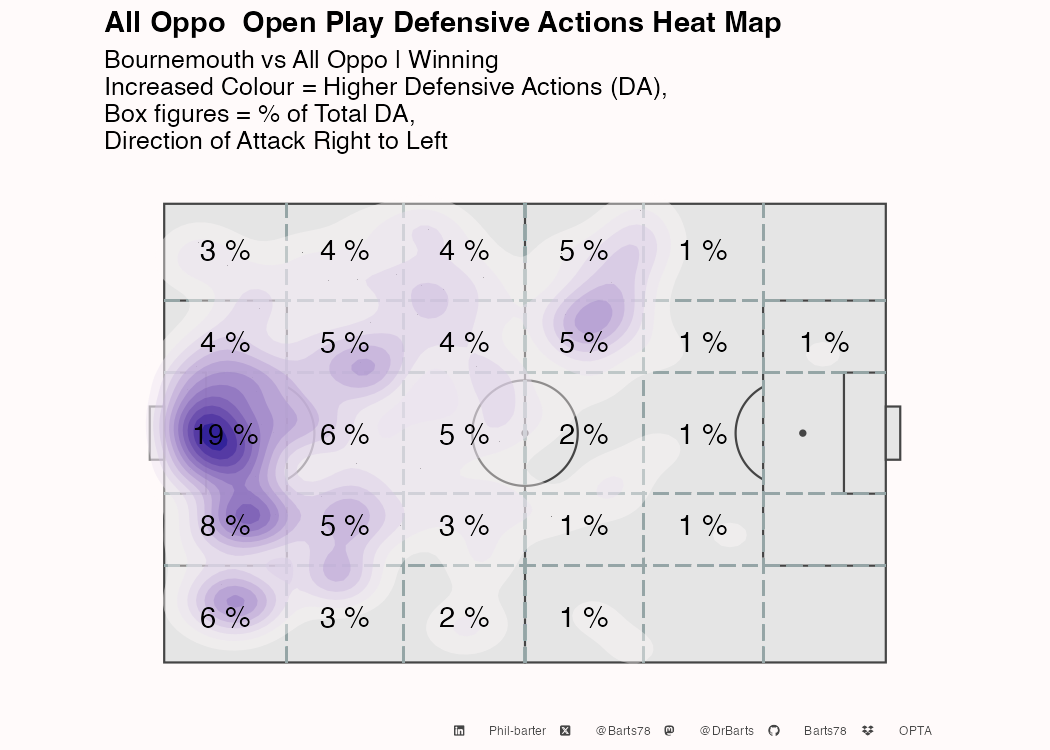 All Oppo  Open Play Defensive Actions Heat Map
Bournemouth vs All Oppo | Winning
Increased Colour = Higher Defensive Actions (DA),
Box figures = % of Total DA,
Direction of Attack Right to Left
3 % 4 % 4 % 5 % 1 %
4 % 5 % 4 % 5 % 1 % 1 %
19 % 6 % 5 % 2 % 1 %
8 % 5 % 3 % 1 % 1 %
6 % 3 % 2 % 1 %
Phil-barter @Barts78 @DrBarts Barts78 OPTA